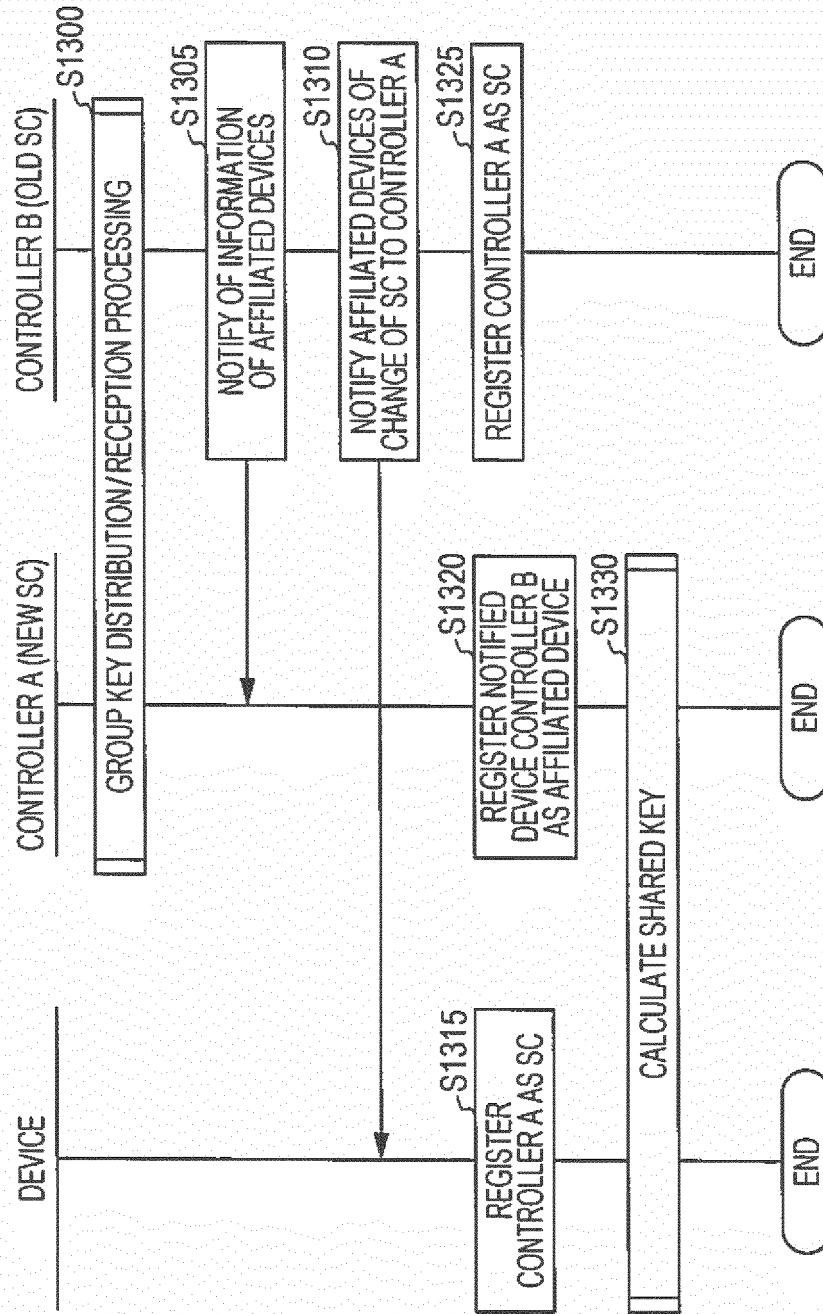 DEVICE
CONTROLLER A (NEW SC)
CONTROLLER B (OLD SC)
S1300
GROUP KEY DISTRIBUTION/RECEPTION PROCESSING
S1305
NOTIFY OF INFORMATION
OF AFFILIATED DEVICES
S1310
NOTIFY AFFILIATED DEVICES OF
CHANGE OF SC TO CONTROLLER A
S1315
REGISTER
CONTROLLER A AS SC
S1320
REGISTER NOTIFIED
DEVICE CONTROLLER B
AS AFFILIATED DEVICE
S1325
REGISTER CONTROLLER A AS SC
S1330
CALCULATE SHARED KEY
END
END
END